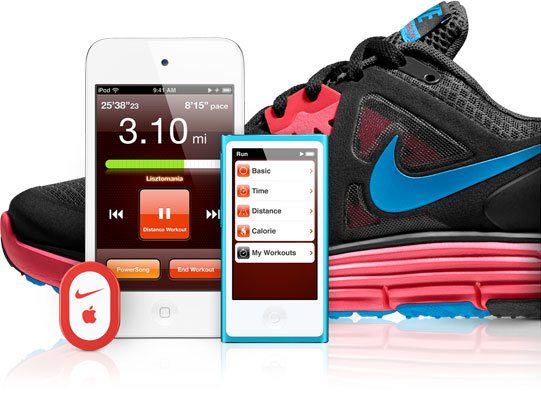 NIKE
iPod 9:41 AM
25'38"23 8'15" pace
3.10 mi
Lisztomania
Distance Workout
PowerSong End Workout
Run
Basic
Time
Distance
Calorie
My Workouts